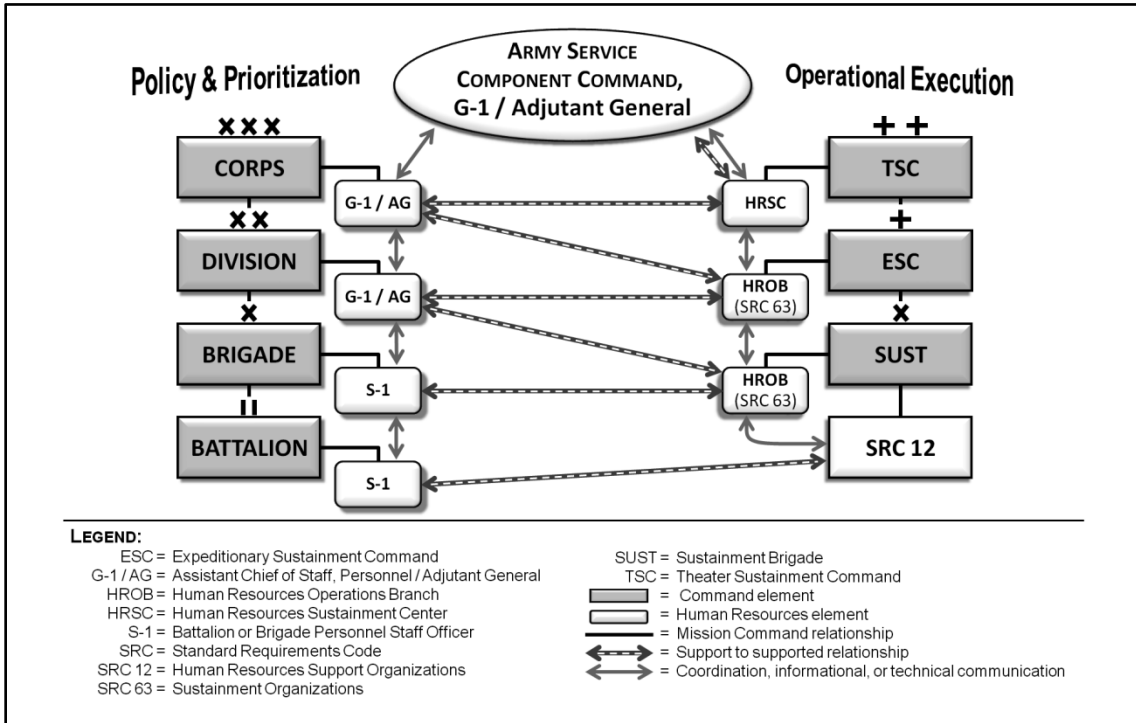 Policy & Prioritization
ARMY SERVICE
COMPONENT COMMAND,
G-1 / Adjutant General
Operational Execution
CORPS
G-1 / AG
HRSC
TSC
DIVISION
G-1 / AG
HROB
(SRC 63)
ESC
BRIGADE
S-1
HROB
(SRC 63)
SUST
BATTALION
S-1
SRC 12
LEGEND:
ESC = Expeditionary Sustainment Command
G-1 / AG = Assistant Chief of Staff, Personnel / Adjutant General
HROB = Human Resources Operations Branch
HRSC = Human Resources Sustainment Center
S-1 = Battalion or Brigade Personnel Staff Officer
SRC = Standard Requirements Code
SRC 12 = Human Resources Support Organizations
SRC 63 = Sustainment Organizations
SUST = Sustainment Brigade
TSC = Theater Sustainment Command
= Command element
= Human Resources element
= Mission Command relationship
= Support to supported relationship
= Coordination, informational, or technical communication